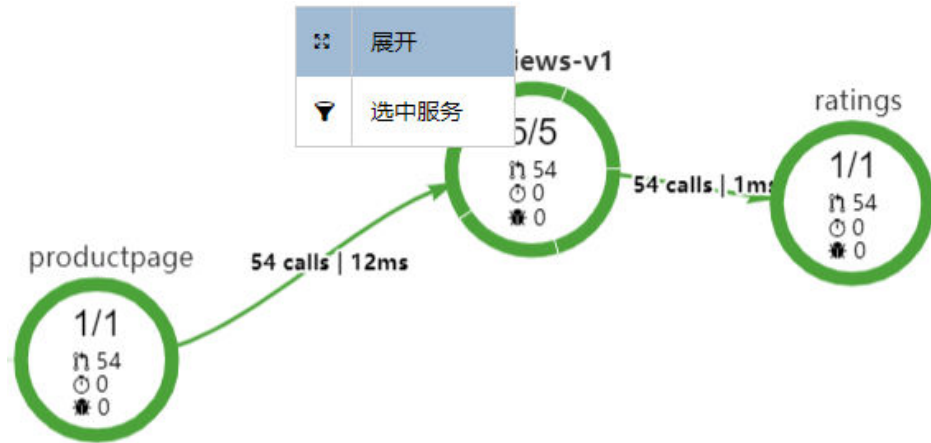 展开
选中服务
iews-v1
5/5
54
0
0
ratings
1/1
54
0
0
54 calls | 1ms
54 calls | 12ms
productpage
1/1
54
0
0